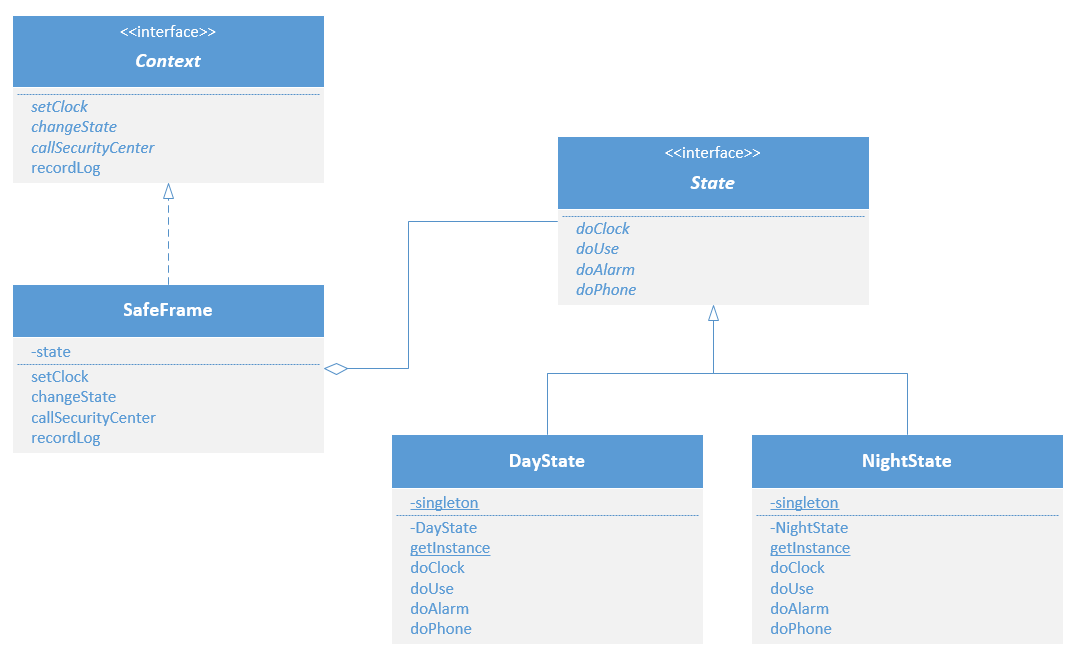 <<interface>>
Context
setClock
changeState
callSecurityCenter
recordLog
<<interface>>
State
doClock
doUse
doAlarm
doPhone
SafeFrame
-state
setClock
changeState
callSecurityCenter
recordLog
DayState
-singleton
-DayState
getInstance
doClock
doUse
doAlarm
doPhone
NightState
-singleton
-NightState
getInstance
doClock
doUse
doAlarm
doPhone